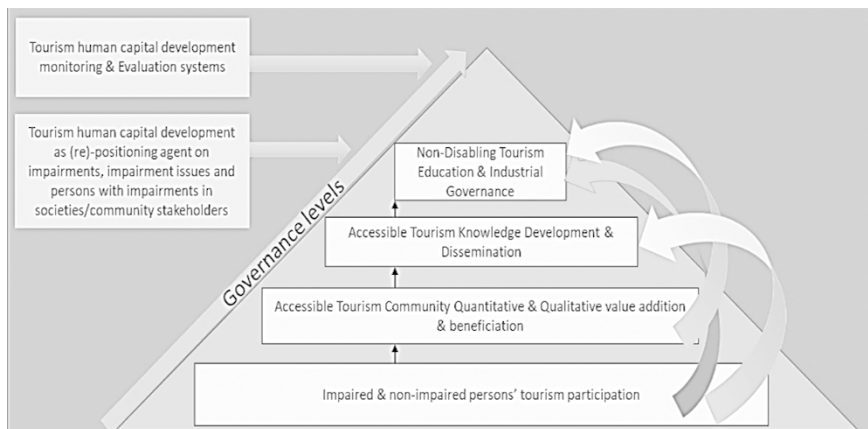 Tourism human capital development
monitoring & Evaluation systems
Tourism human capital development
as (re)-positioning agent on
impairments, impairment issues and
persons with impairments in
societies/community stakeholders
Governance levels
Non-Disabling Tourism
Education & Industrial
Governance
Accessible Tourism Knowledge Development &
Dissemination
Accessible Tourism Community Quantitative & Qualitative value addition
& beneficiation
Impaired & non-impaired persons’ tourism participation